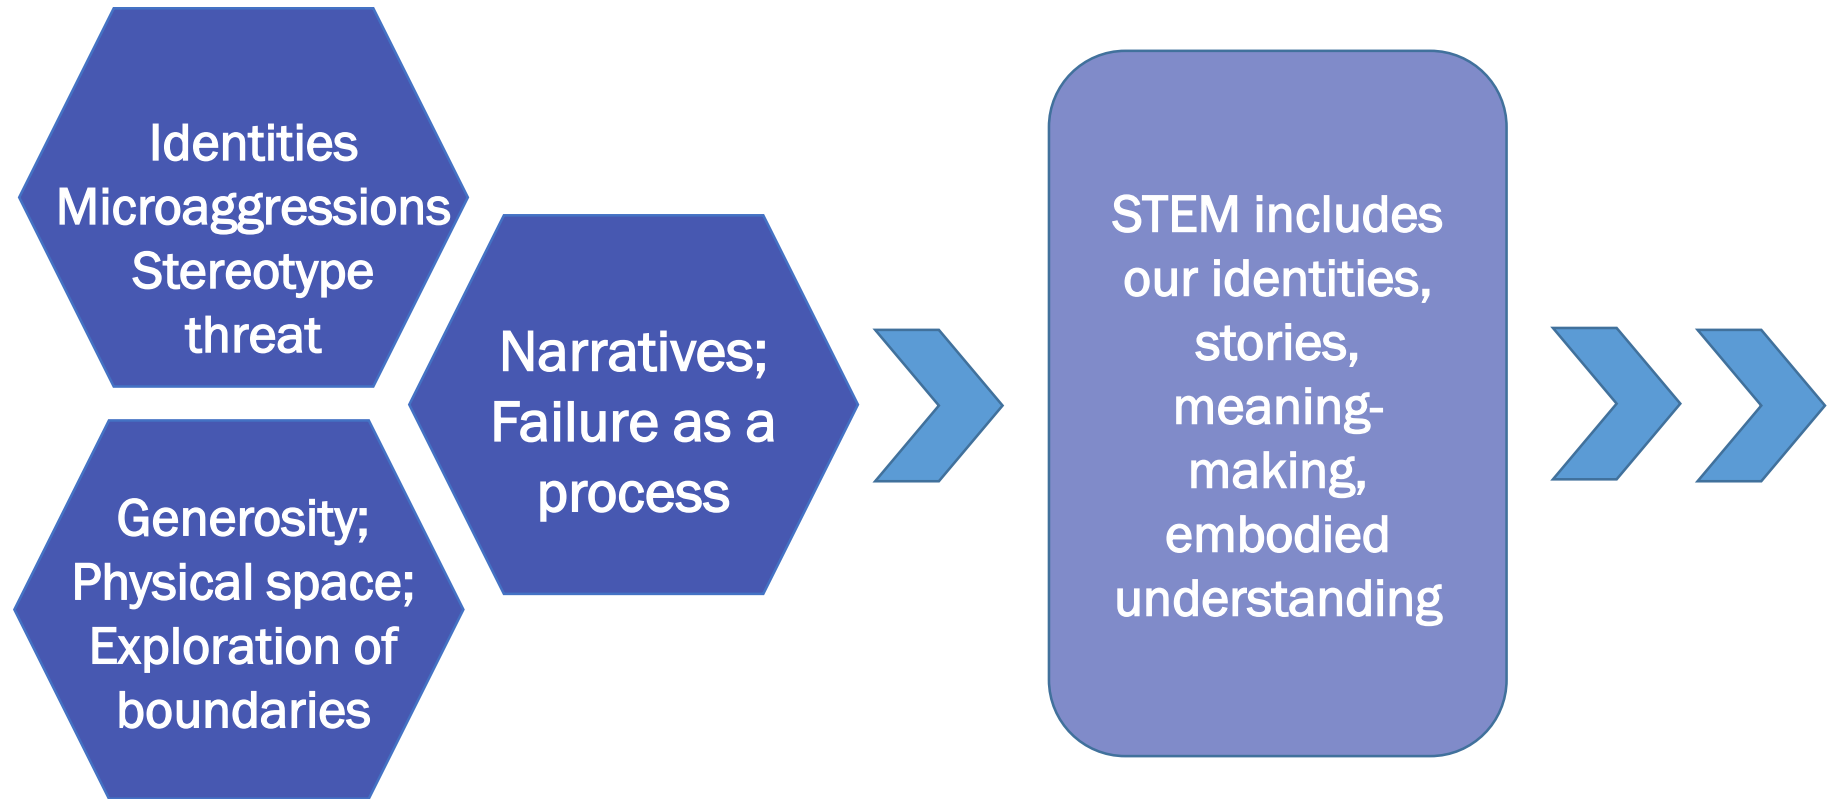 Identities
Microaggressions
Stereotype
threat
Narratives;
Failure as a
process
Generosity;
Physical space;
Exploration of
boundaries
STEM includes
our identities,
stories,
meaning-
making,
embodied
understanding